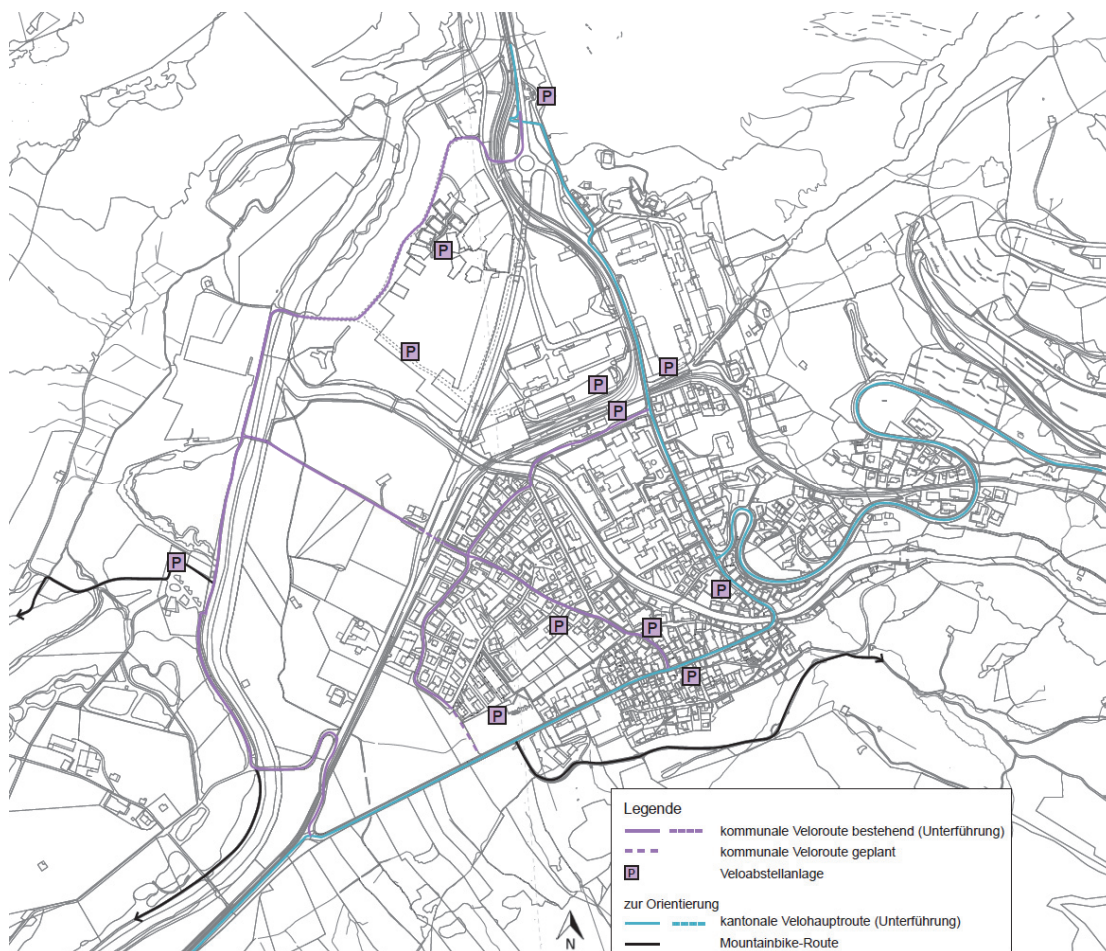 P
P
P
P
P
P
P
P
P
P
P
P
Legende
kommunale Veloroute bestehend (Unterführung)
kommunale Veloroute geplant
P Veloabstellanlage
zur Orientierung
kantonale Velohauptroute (Unterführung)
Mountainbike-Route
N